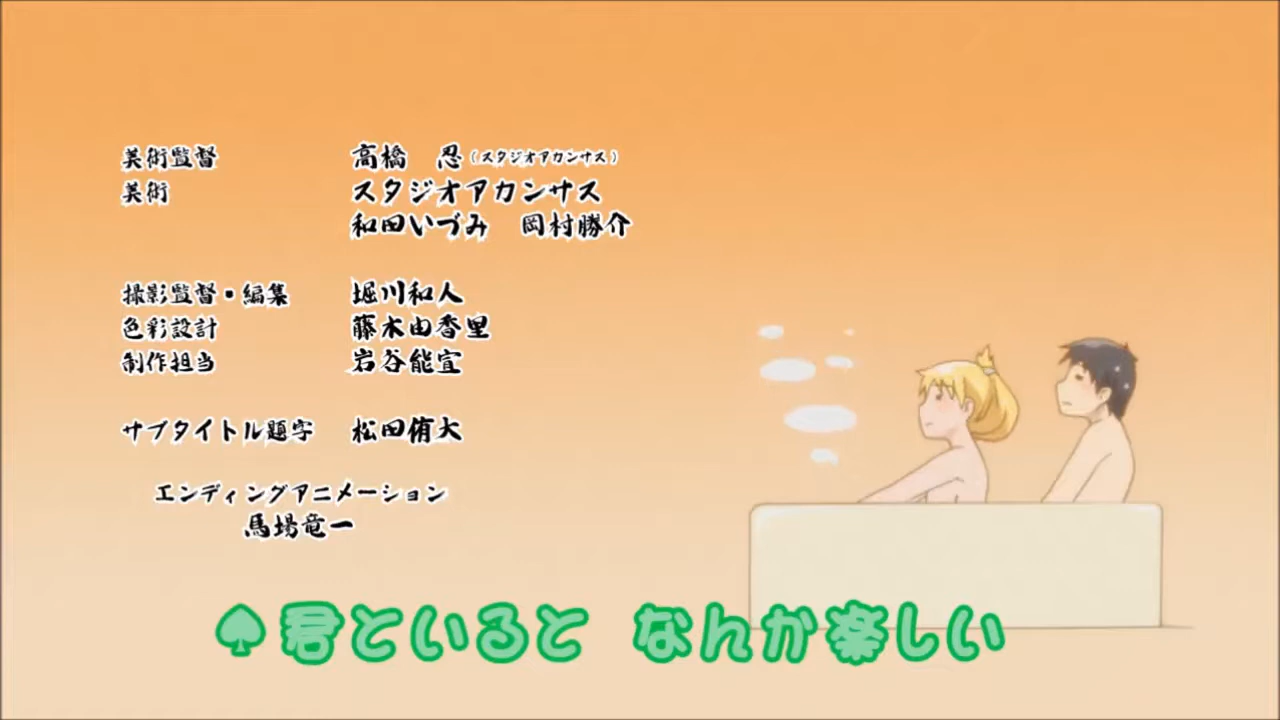 美術監督 高橋 忍(スタジオアカンサス)
美術 スタジオアカンサス
和田いづみ 岡村勝介
撮影監督・編集 堀川和人
色彩設計 藤木由香里
制作担当 岩谷能宜
サブタイトル題字 松田侑大
エンディングアニメーション
馬場竜一
♠君といると なんか楽しい